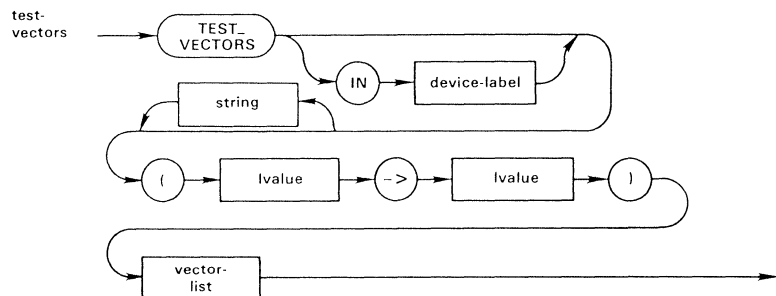 test-
vectors
TEST_
VECTORS
IN
device-label
string
(
lvalue
->
lvalue
)
vector-
list